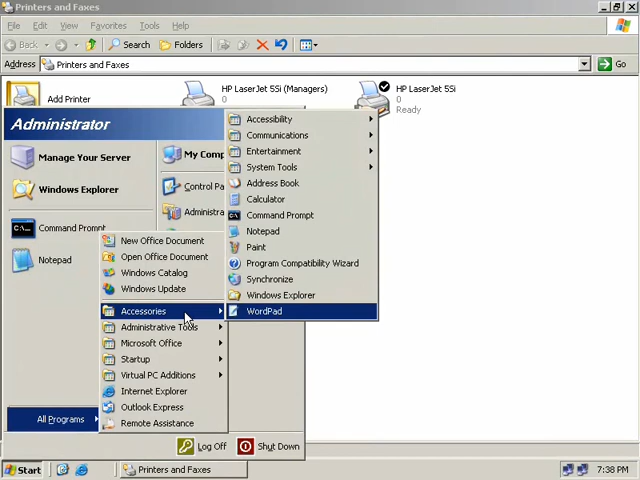 Printers and Faxes
File Edit View Favorites Tools Help
Back Search Folders
Address Printers and Faxes Go
Add Printer
HP LaserJet 5Si (Managers)
0
HP LaserJet 5Si
0
Ready
Administrator
Manage Your Server
Windows Explorer
Command Prompt
Notepad
My Comp
Control Pa
Administra
New Office Document
Open Office Document
Windows Catalog
Windows Update
Accessories
Administrative Tools
Microsoft Office
Startup
Virtual PC Additions
Internet Explorer
Outlook Express
Remote Assistance
Accessibility
Communications
Entertainment
System Tools
Address Book
Calculator
Command Prompt
Notepad
Paint
Program Compatibility Wizard
Synchronize
Windows Explorer
WordPad
All Programs
Log Off Shut Down
Start Printers and Faxes 7:38 PM